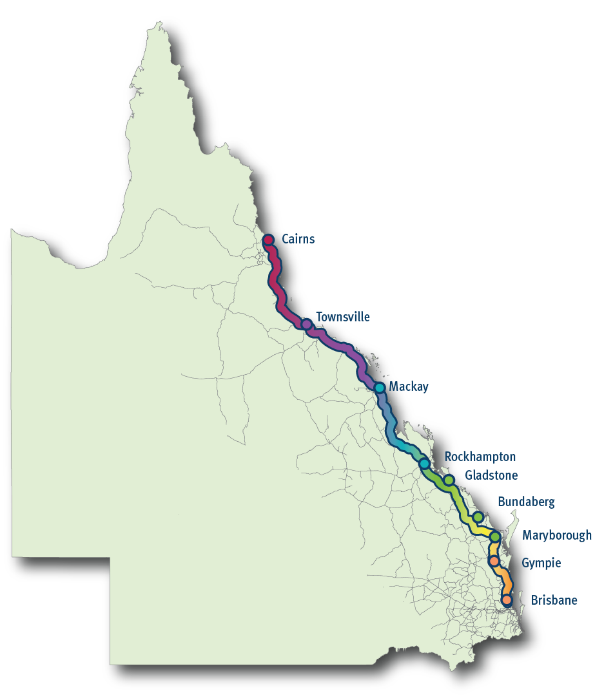 Cairns
Townsville
Mackay
Rockhampton
Gladstone
Bundaberg
Maryborough
Gympie
Brisbane